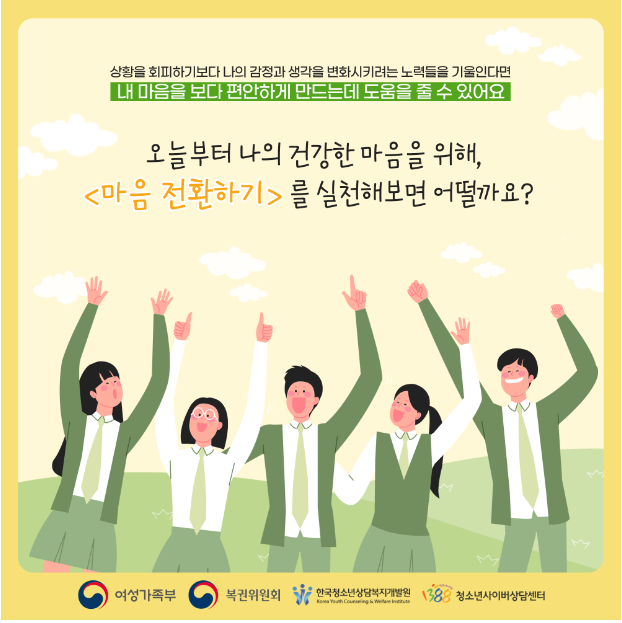 상황을 회피하기보다 나의 감정과 생각을 변화시키려는 노력들을 기울인다면
내 마음을 보다 편안하게 만드는데 도움을 줄 수 있어요
오늘부터 나의 건강한 마음을 위해,
<마음 전환하기>를 실천해보면 어떨까요?
여성가족부
복권위원회
한국청소년상담복지개발원
Korea Youth Counseling & Welfare Institute
1388 청소년사이버상담센터